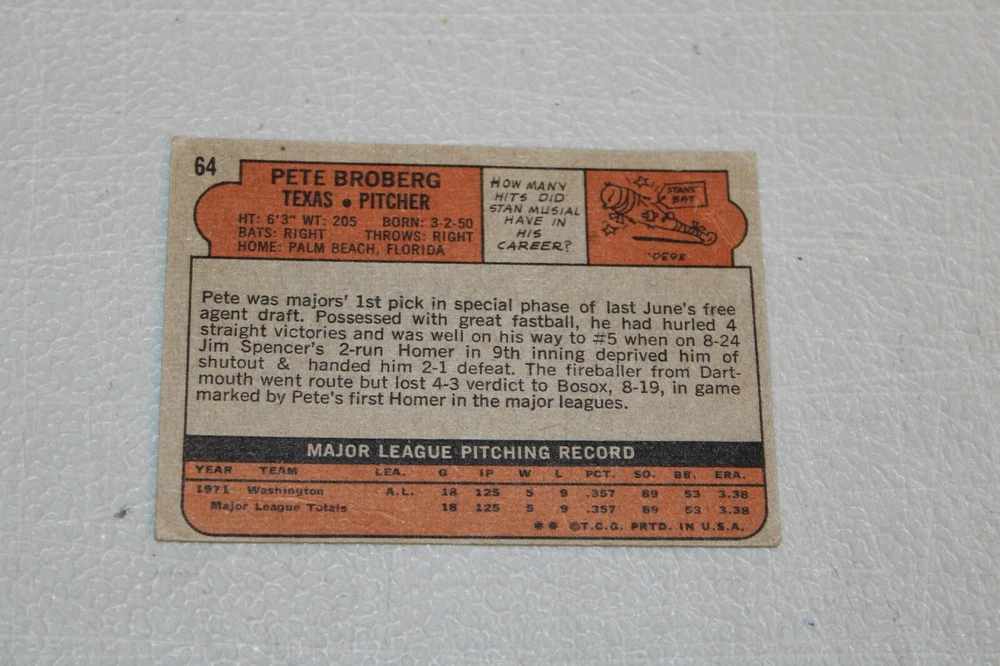 64
PETE BROBERG
TEXAS • PITCHER
HT: 6'3" WT: 205 BORN: 3-2-50
BATS: RIGHT THROWS: RIGHT
HOME: PALM BEACH, FLORIDA
HOW MANY
HITS DID
STAN MUSIAL
HAVE IN
HIS
CAREER?
STAN'S
BAT
3630.
Pete was majors' 1st pick in special phase of last June's free
agent draft. Possessed with great fastball, he had hurled 4
straight victories and was well on his way to #5 when on 8-24
Jim Spencer's 2-run Homer in 9th inning deprived him of
shutout & handed him 2-1 defeat. The fireballer from Dart-
mouth went route but lost 4-3 verdict to Bosox, 8-19, in game
marked by Pete's first Homer in the major leagues.
MAJOR LEAGUE PITCHING RECORD
YEAR TEAM LEA. G IP W L PCT. SO. BB. ERA.
1971 Washington A.L. 18 125 5 9 .357 89 53 3.38
Major League Totals 18 125 5 9 .357 89 53 3.38
** ©T.C.G. PRTD. IN U.S.A.